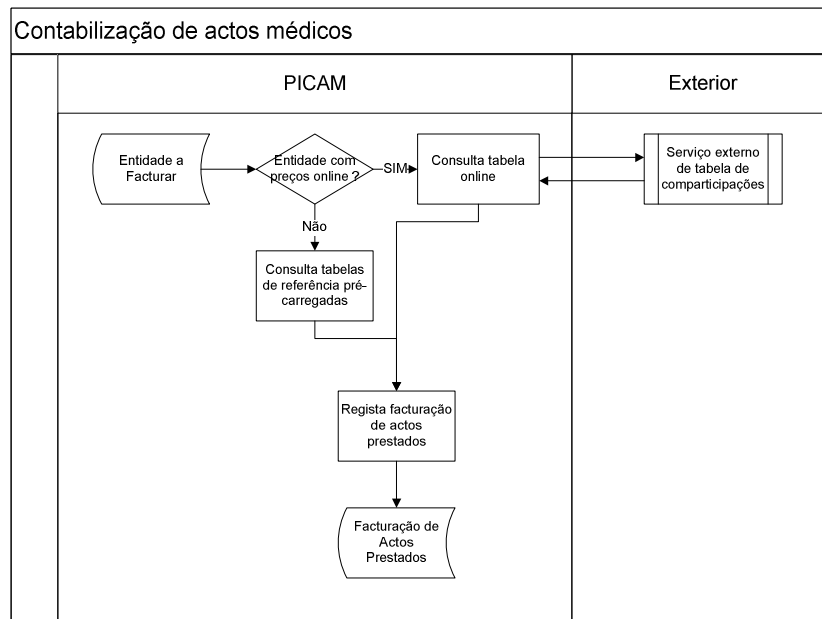 Contabilização de actos médicos
PICAM
Exterior
Entidade a
Facturar
Entidade com
preços online ?
SIM
Consulta tabela
online
Serviço externo
de tabela de
comparticipações
Não
Consulta tabelas
de referência pré-
carregadas
Regista facturação
de actos
prestados
Facturação de
Actos
Prestados